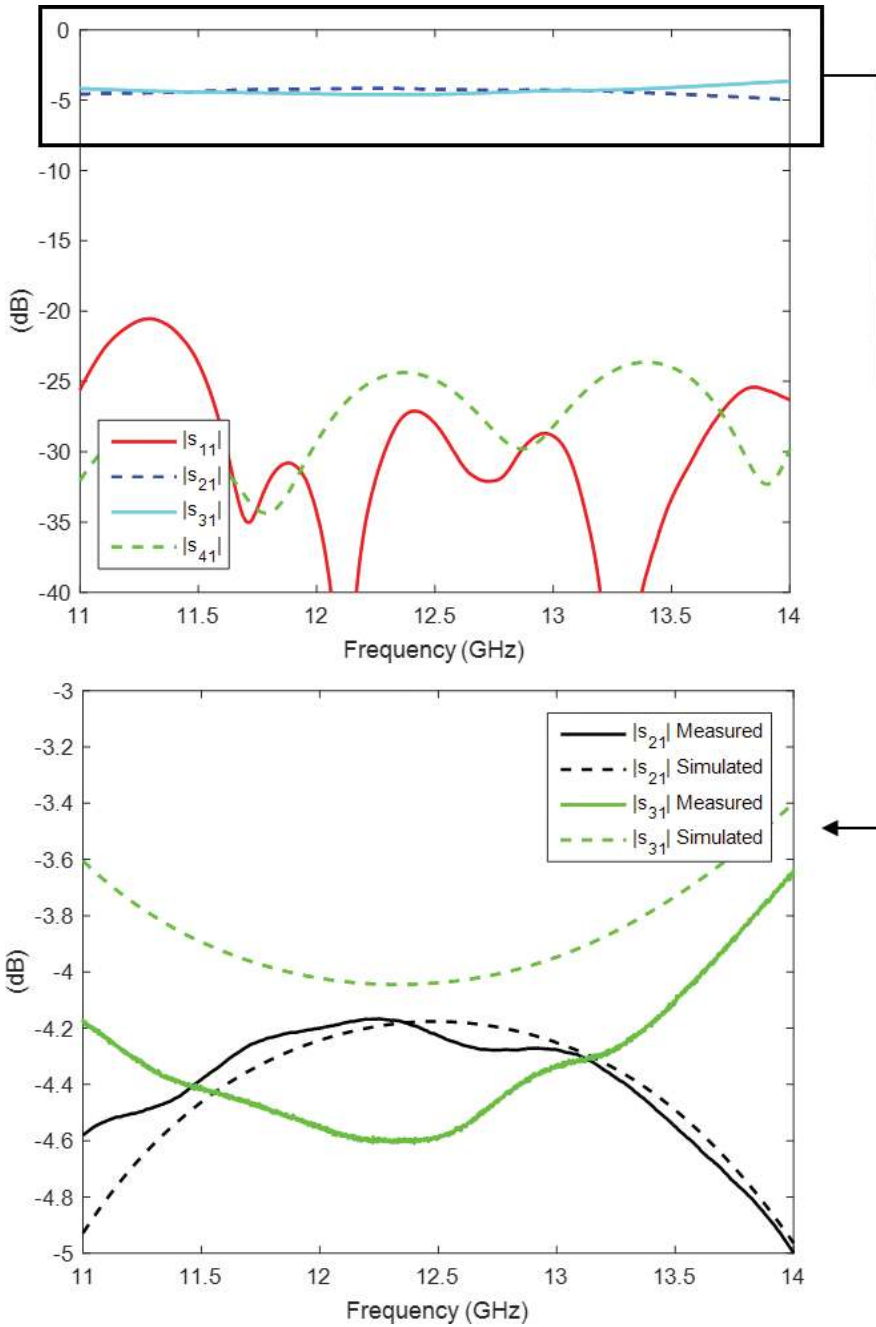 0
-5
-10
-15
-20
-25
-30
-35
-40
(dB)
|s11|
|s21|
|s31|
|s41|
11 11.5 12 12.5 13 13.5 14
Frequency (GHz)
-3
-3.2
-3.4
-3.6
-3.8
-4
-4.2
-4.4
-4.6
-4.8
-5
(dB)
|s21| Measured
|s21| Simulated
|s31| Measured
|s31| Simulated
11 11.5 12 12.5 13 13.5 14
Frequency (GHz)